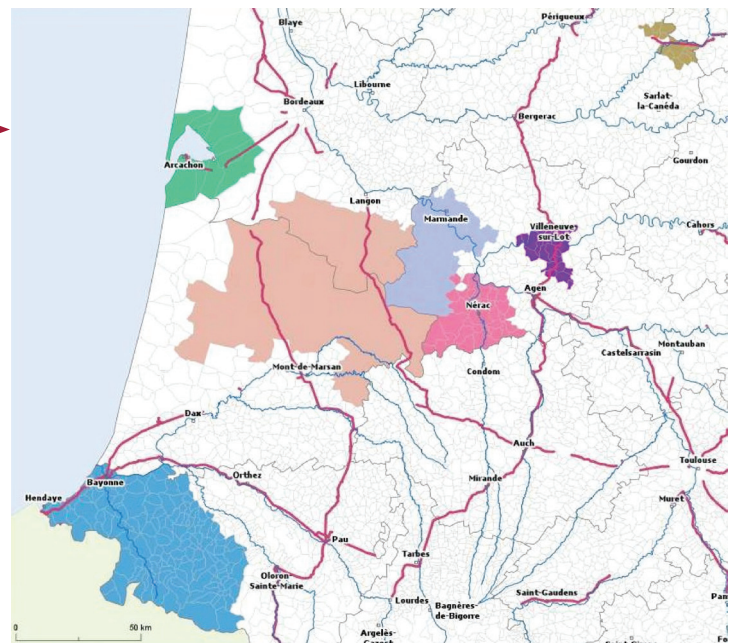 Périgueux
Blaye
Libourne
Sarlat
la-Canéda
Bordeaux
Bergerac
Gourdon
Arcachon
Langon
Marmande
Villeneuve
sur-Lot
Cahors
Agen
Nérac
Montauban
Castelsarrasin
Mont-de-Marsan
Condom
Dax
Auch
Toulouse
Bayonne
Orthez
Mirande
Hendaye
Muret
Pau
Tarbes
Oloron
Sainte-Marie
Saint-Gaudens
Pam
Lourdes
Bagnères-
de-Bigorre
0
50 km
Argelès-